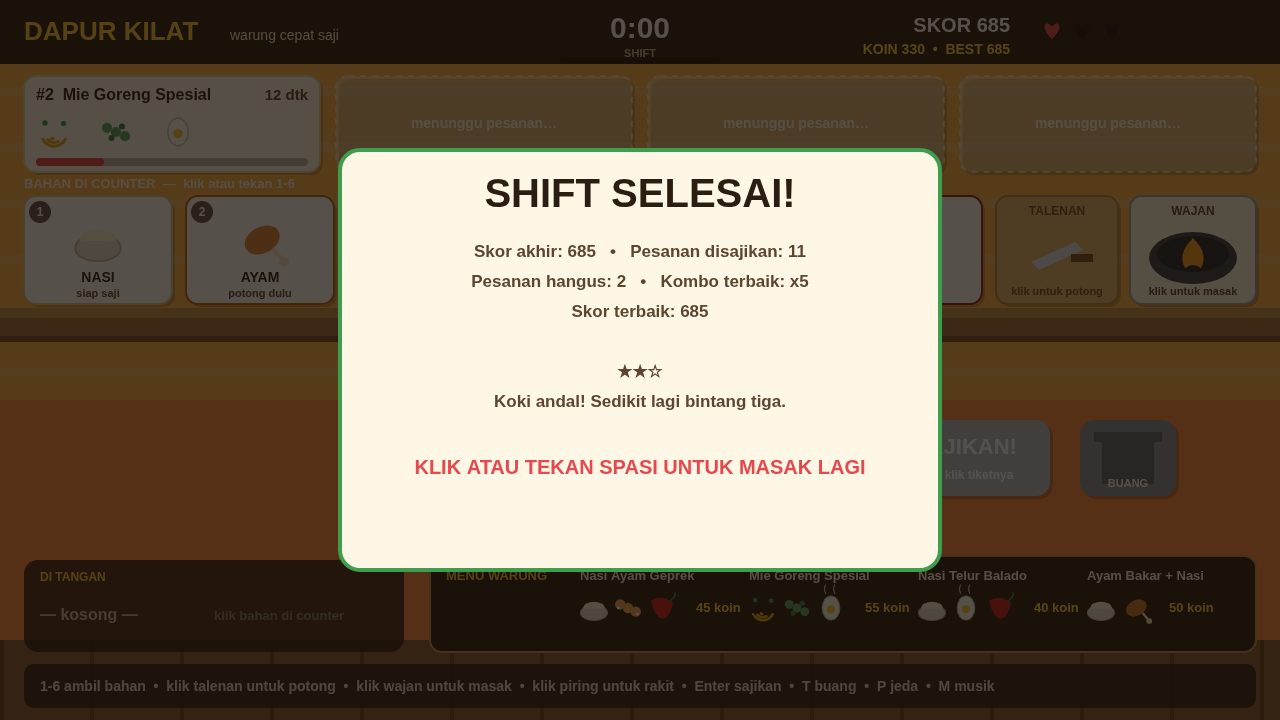 DAPUR KILAT
warung cepat saji
0:00
SHIFT
SKOR 685
KOIN 330 • BEST 685
#2 Mie Goreng Spesial
12 dtk
menunggu pesanan…
menunggu pesanan…
menunggu pesanan…
BAHAN DI COUNTER — klik atau tekan 1-6
1
NASI
siap saji
2
AYAM
potong dulu
TALENAN
klik untuk potong
WAJAN
klik untuk masak
SHIFT SELESAI!
Skor akhir: 685 • Pesanan disajikan: 11
Pesanan hangus: 2 • Kombo terbaik: x5
Skor terbaik: 685
★★☆
Koki andal! Sedikit lagi bintang tiga.
KLIK ATAU TEKAN SPASI UNTUK MASAK LAGI
JIKAN!
klik tiketnya
BUANG
DI TANGAN
— kosong —
klik bahan di counter
MENU WARUNG
Nasi Ayam Geprek
45 koin
Mie Goreng Spesial
55 koin
Nasi Telur Balado
40 koin
Ayam Bakar + Nasi
50 koin
1-6 ambil bahan • klik talenan untuk potong • klik wajan untuk masak • klik piring untuk rakit • Enter sajikan • T buang • P jeda • M musik